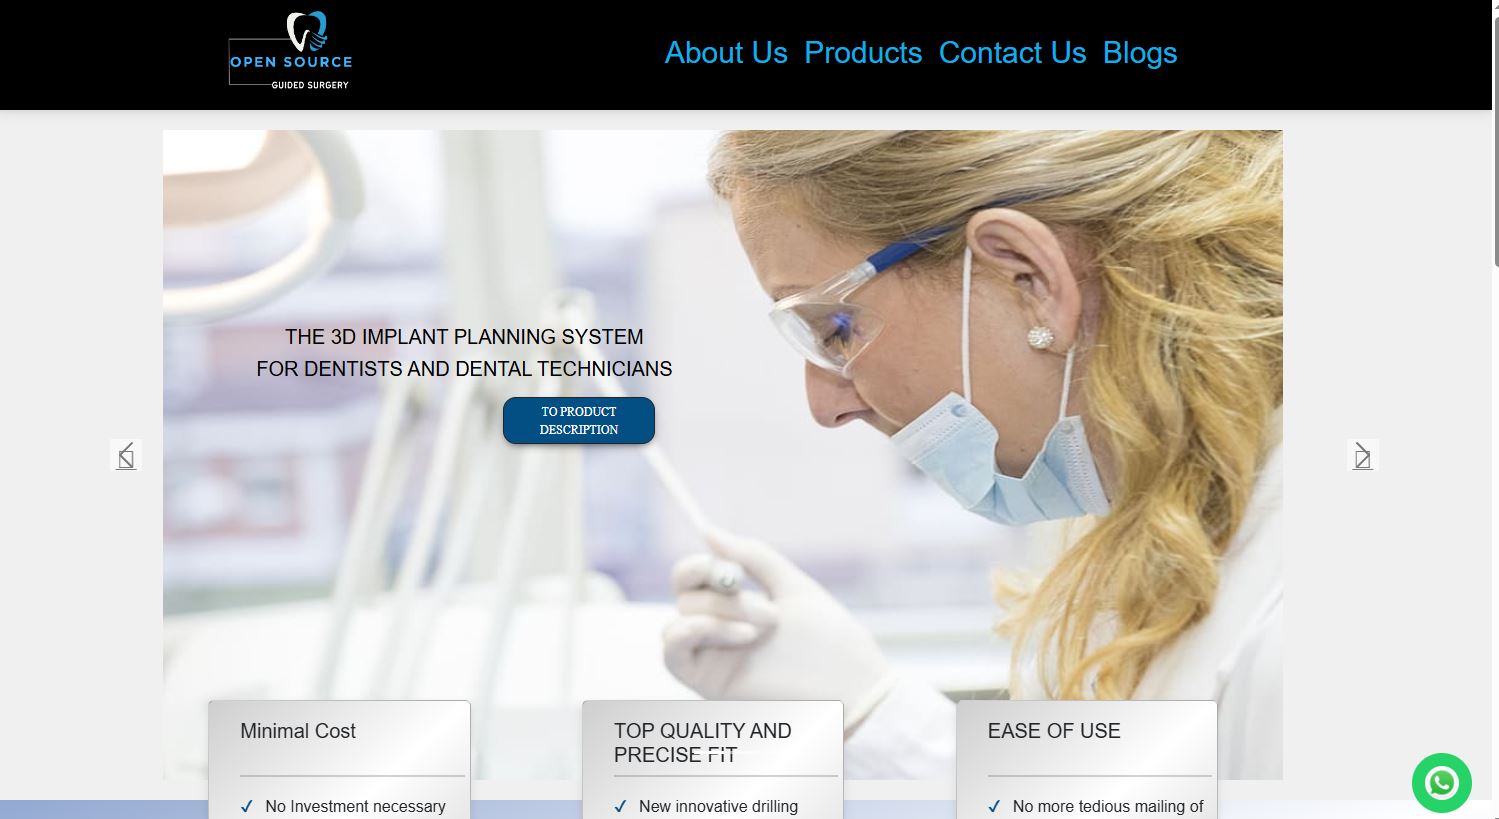 OPEN SOURCE
GUIDED SURGERY
About Us Products Contact Us Blogs
THE 3D IMPLANT PLANNING SYSTEM
FOR DENTISTS AND DENTAL TECHNICIANS
TO PRODUCT
DESCRIPTION
Minimal Cost
✓ No Investment necessary
TOP QUALITY AND
PRECISE FIT
✓ New innovative drilling
EASE OF USE
✓ No more tedious mailing of